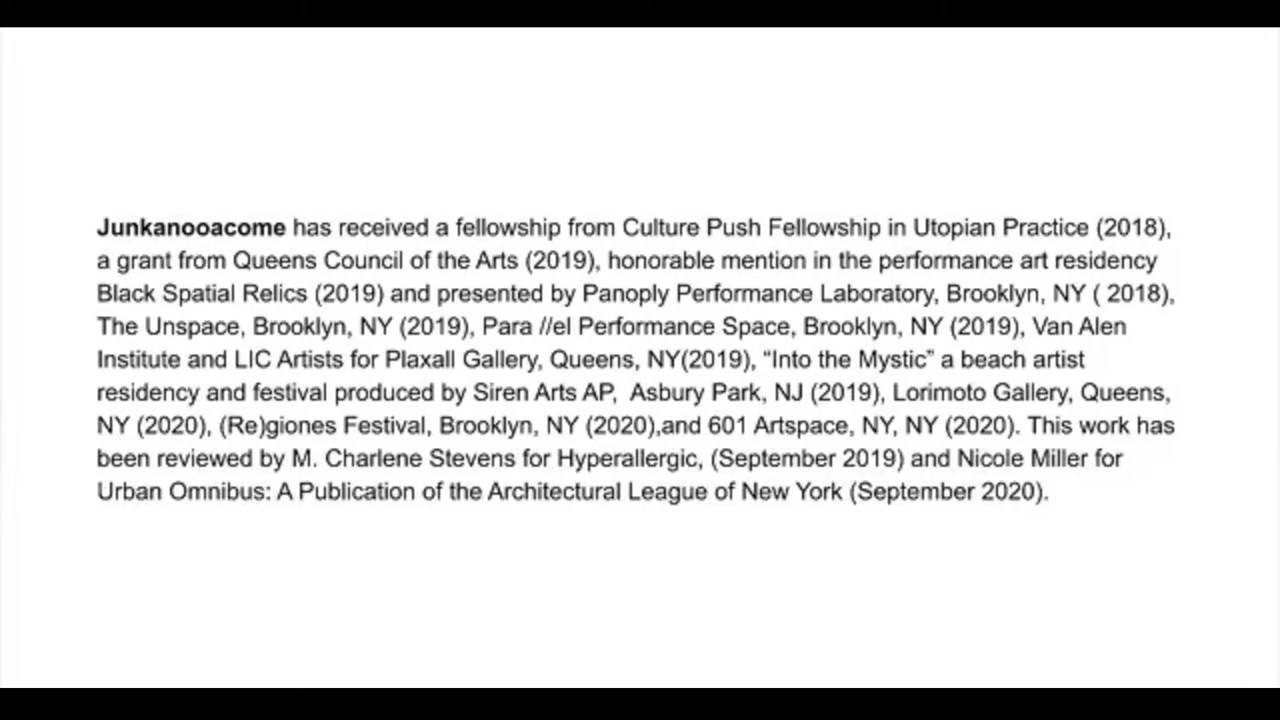 Junkanooacome has received a fellowship from Culture Push Fellowship in Utopian Practice (2018),
a grant from Queens Council of the Arts (2019), honorable mention in the performance art residency
Black Spatial Relics (2019) and presented by Panoply Performance Laboratory, Brooklyn, NY ( 2018),
The Unspace, Brooklyn, NY (2019), Para //el Performance Space, Brooklyn, NY (2019), Van Alen
Institute and LIC Artists for Plaxall Gallery, Queens, NY(2019), “Into the Mystic” a beach artist
residency and festival produced by Siren Arts AP,  Asbury Park, NJ (2019), Lorimoto Gallery, Queens,
NY (2020), (Re)giones Festival, Brooklyn, NY (2020),and 601 Artspace, NY, NY (2020). This work has
been reviewed by M. Charlene Stevens for Hyperallergic, (September 2019) and Nicole Miller for
Urban Omnibus: A Publication of the Architectural League of New York (September 2020).